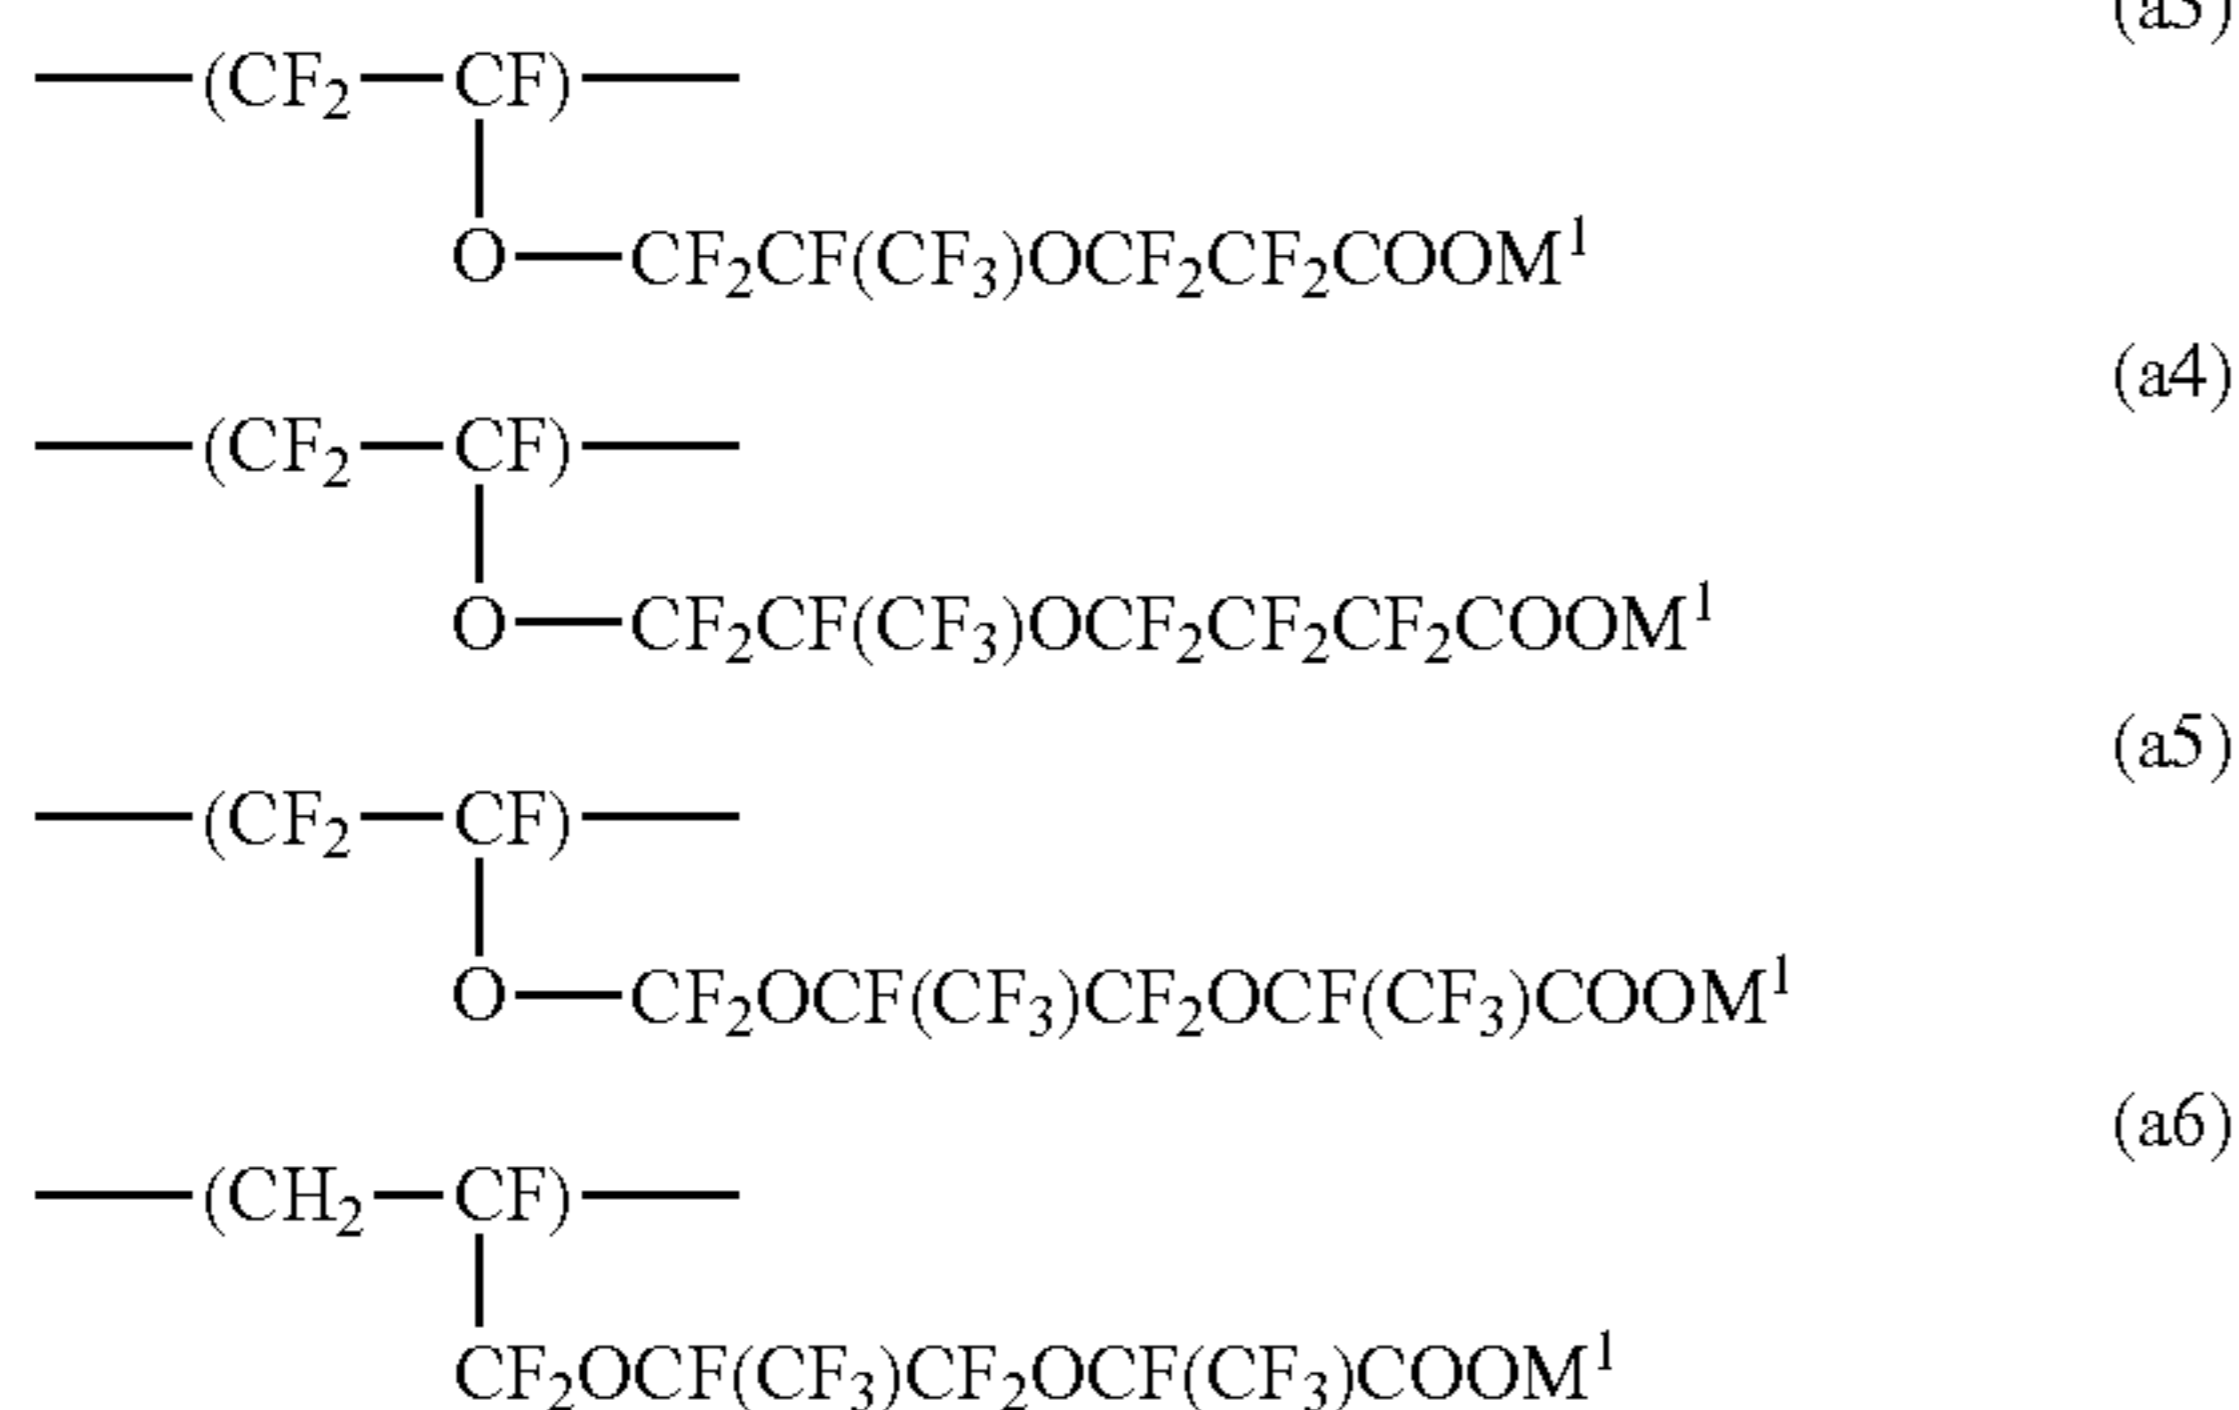 (a3)
—(CF₂—CF)—
O—CF₂CF(CF₃)OCF₂CF₂COOM¹
(a4)
—(CF₂—CF)—
O—CF₂CF(CF₃)OCF₂CF₂CF₂COOM¹
(a5)
—(CF₂—CF)—
O—CF₂OCF(CF₃)CF₂OCF(CF₃)COOM¹
(a6)
—(CH₂—CF)—
CF₂OCF(CF₃)CF₂OCF(CF₃)COOM¹